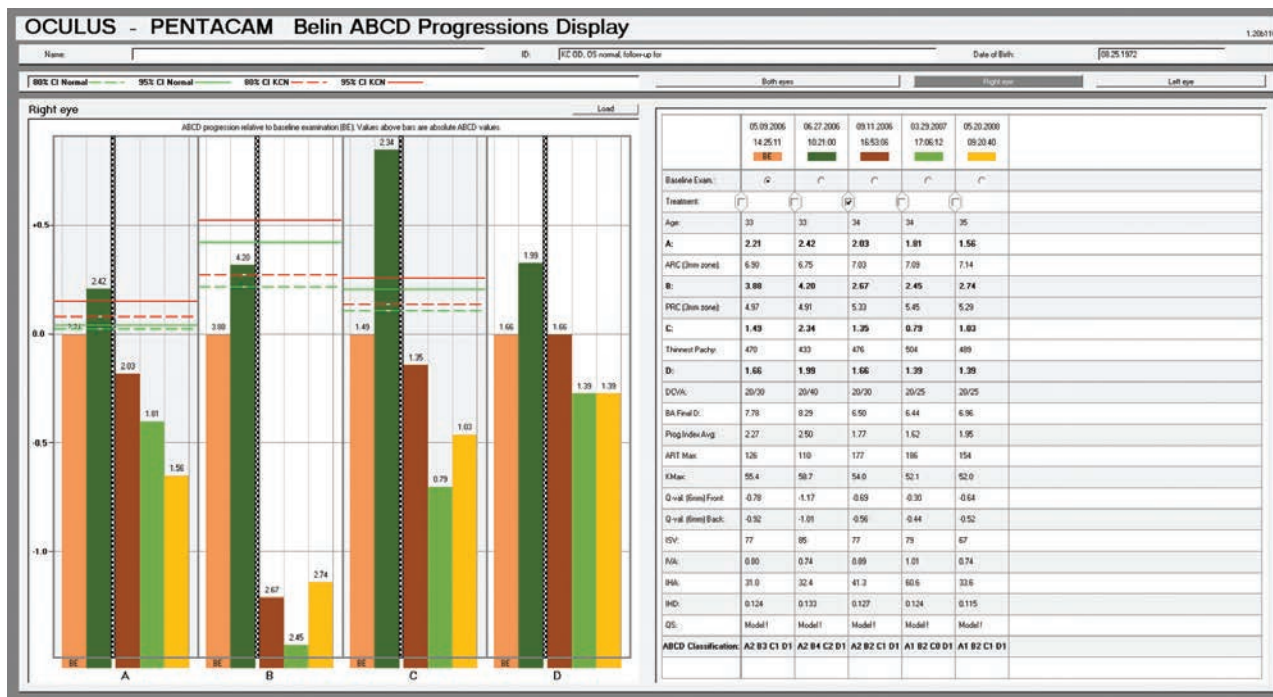 OCULUS - PENTACAM Belin ABCD Progressions Display
1.20b110
Name: ID: KC OD, OS normal, follow-up for Date of Birth: 08.25.1972
80% CI Normal 95% CI Normal 80% CI KCN 95% CI KCN Both eyes Right eye Left eye
Right eye Load
ABCD progression relative to baseline examination (BE). Values above bars are absolute ABCD values
+0.5
0.0
-0.5
-1.0
2.21 2.42 2.03 1.81 1.56
3.88 4.20 2.67 2.45 2.74
1.49 2.34 1.35 0.79 1.03
1.66 1.99 1.66 1.39 1.39
BE BE BE BE
A B C D
05.09.2006 06.27.2006 09.11.2006 03.29.2007 05.20.2008
14:25:11 10:21:00 16:53:06 17:06:12 09:20:40
BE
Baseline Exam.:
Treatment:
Age: 33 33 34 34 35
A: 2.21 2.42 2.03 1.81 1.56
ARC (3mm zone): 6.90 6.75 7.03 7.09 7.14
B: 3.88 4.20 2.67 2.45 2.74
PRC (3mm zone): 4.97 4.91 5.33 5.45 5.29
C: 1.49 2.34 1.35 0.79 1.03
Thinnest Pachy: 470 433 476 504 489
D: 1.66 1.99 1.66 1.39 1.39
DCVA: 20/30 20/40 20/30 20/25 20/25
BA Final D: 7.78 8.29 6.50 6.44 6.96
Prog Index Avg: 2.27 2.50 1.77 1.62 1.95
ART Max: 126 110 177 186 154
KMax: 55.4 58.7 54.0 52.1 52.0
Q-val. (6mm) Front: -0.78 -1.17 -0.69 -0.30 -0.64
Q-val. (6mm) Back: -0.92 -1.01 -0.56 -0.44 -0.52
ISV: 77 85 77 79 67
IVA: 0.80 0.74 0.89 1.01 0.74
IHA: 31.0 32.4 41.3 60.6 33.6
IHD: 0.124 0.133 0.127 0.124 0.115
QS: Model! Model! Model! Model! Model!
ABCD Classification: A2 B3 C1 D1 A2 B4 C2 D1 A2 B2 C1 D1 A1 B2 C0 D1 A1 B2 C1 D1